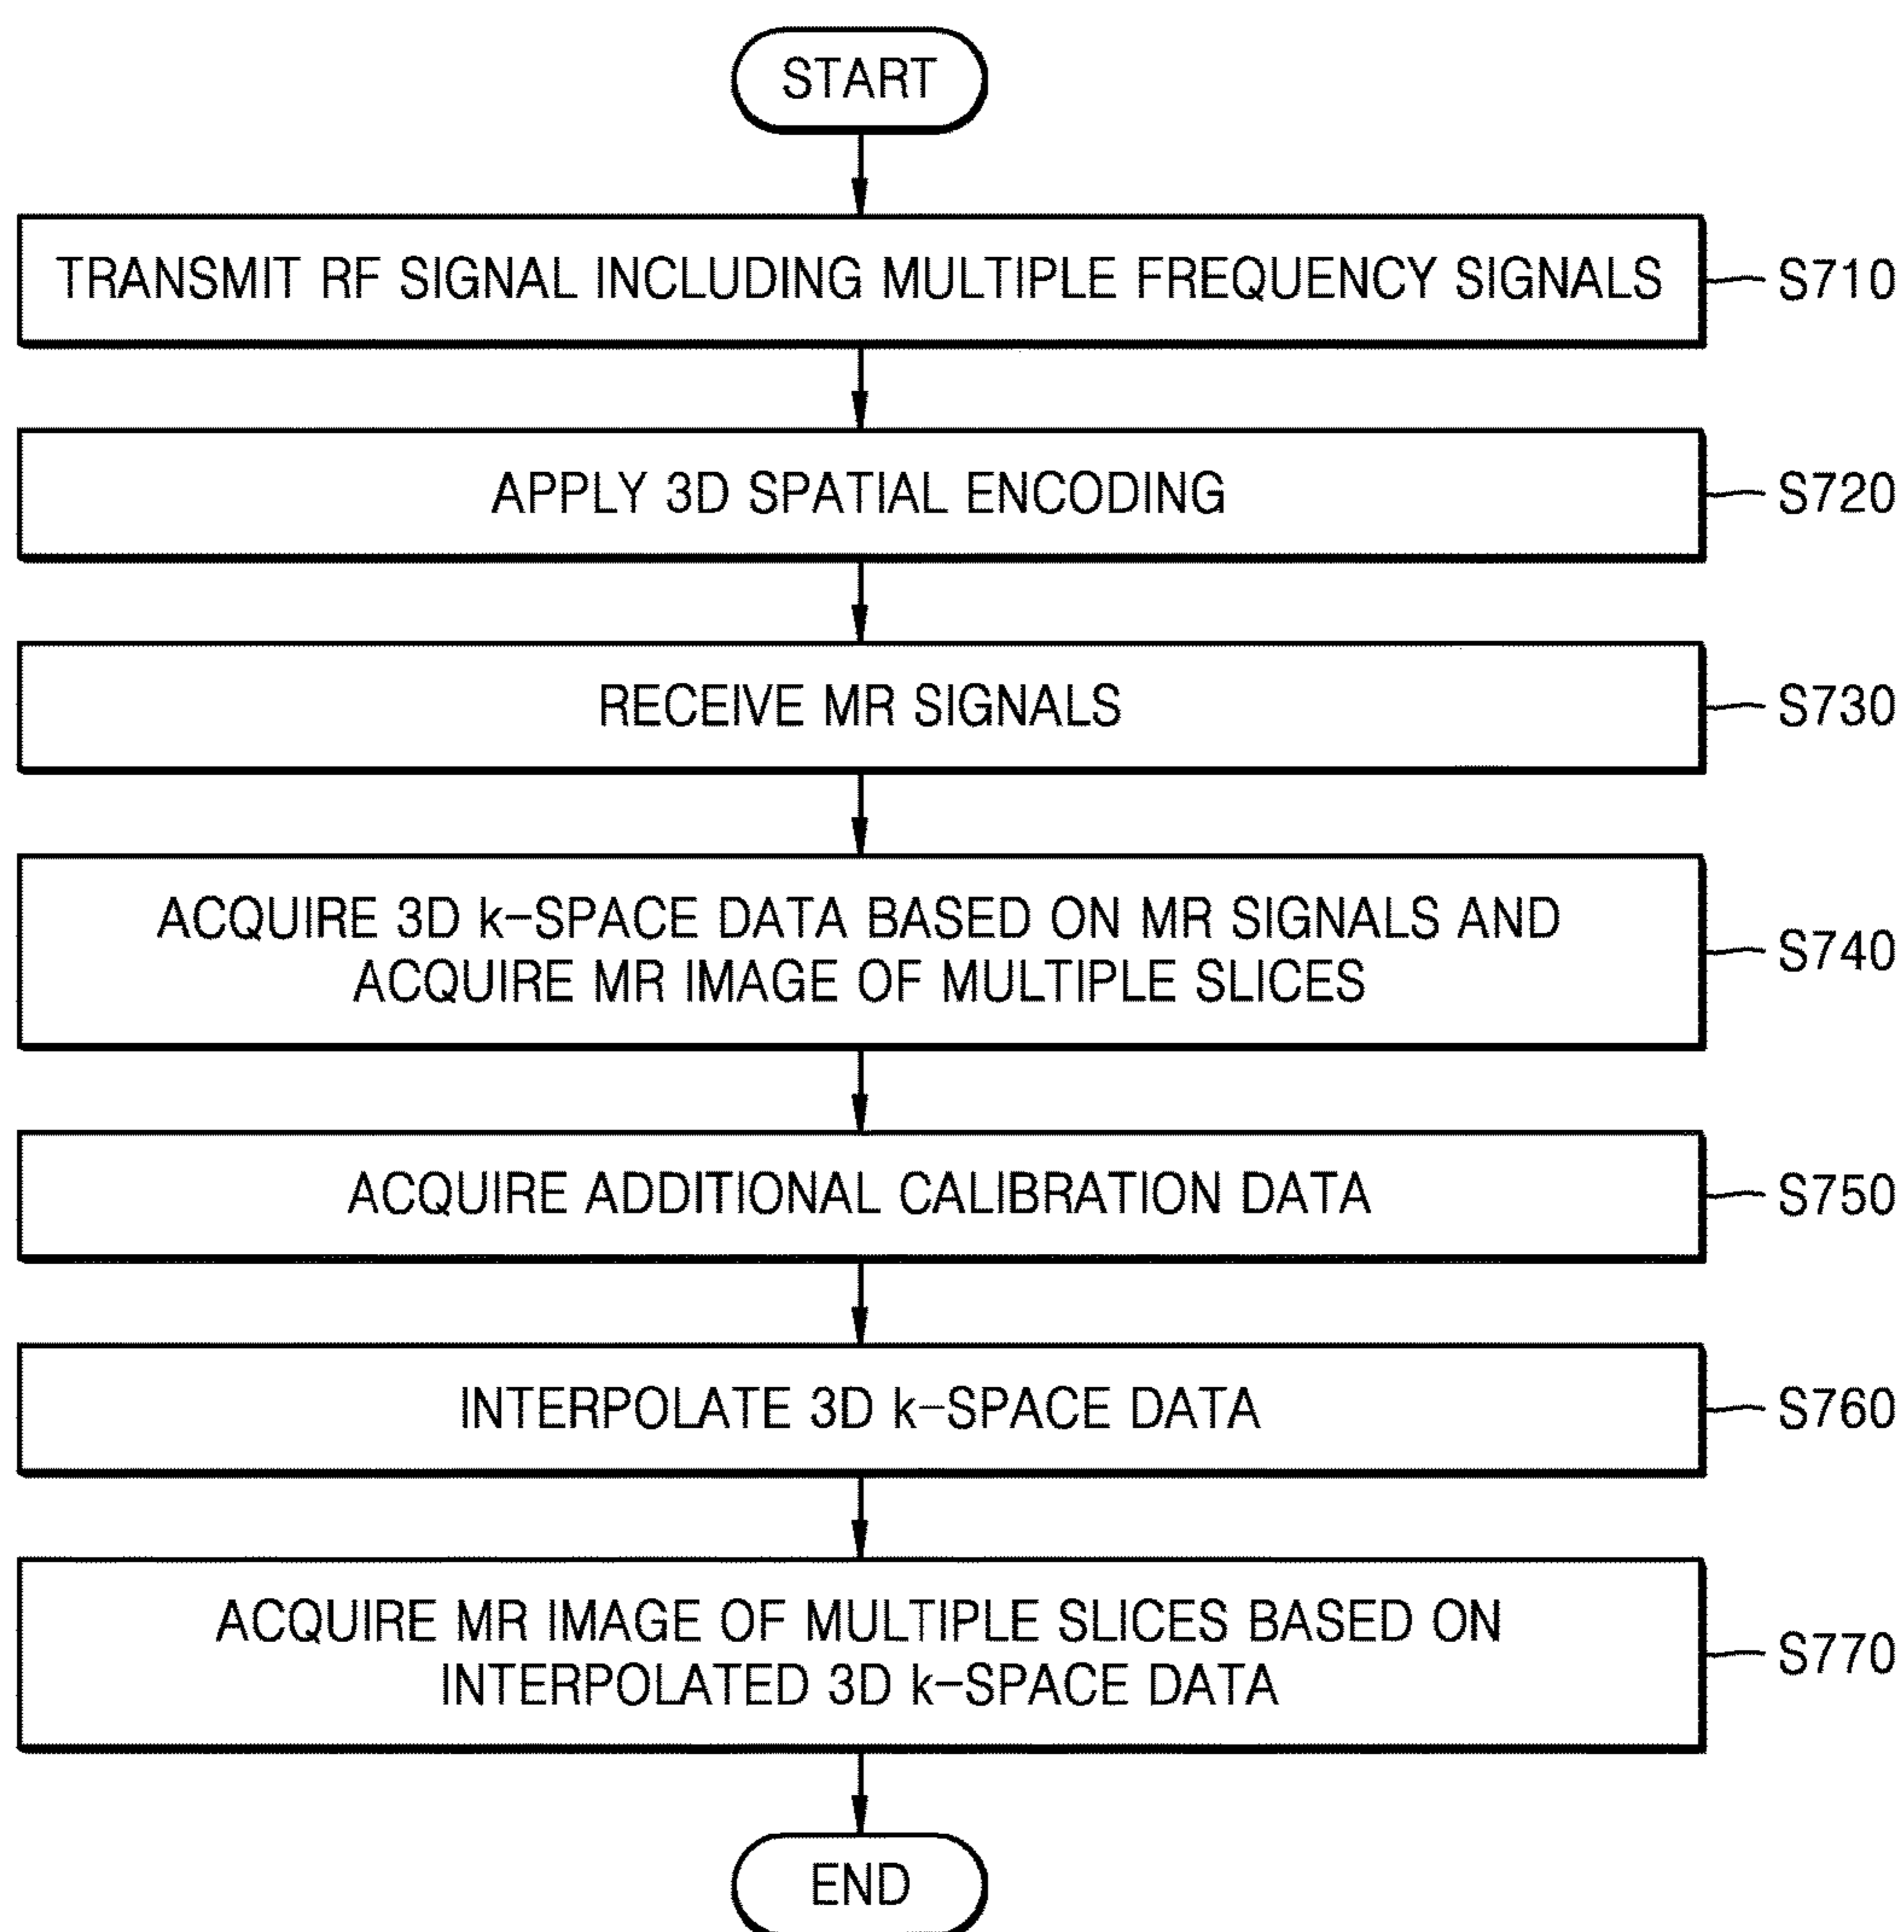 START
TRANSMIT RF SIGNAL INCLUDING MULTIPLE FREQUENCY SIGNALS
S710
APPLY 3D SPATIAL ENCODING
S720
RECEIVE MR SIGNALS
S730
ACQUIRE 3D k-SPACE DATA BASED ON MR SIGNALS AND
ACQUIRE MR IMAGE OF MULTIPLE SLICES
S740
ACQUIRE ADDITIONAL CALIBRATION DATA
S750
INTERPOLATE 3D k-SPACE DATA
S760
ACQUIRE MR IMAGE OF MULTIPLE SLICES BASED ON
INTERPOLATED 3D k-SPACE DATA
S770
END